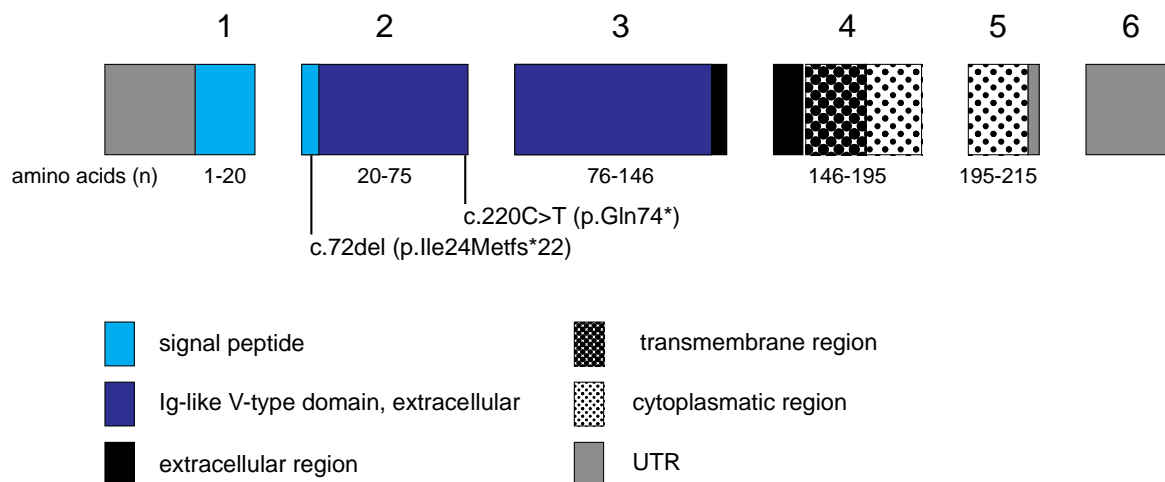 1 2 3 4 5 6
amino acids (n) 1-20 20-75 76-146 146-195 195-215
c.220C>T (p.Gln74*)
c.72del (p.Ile24Metfs*22)
signal peptide transmembrane region
Ig-like V-type domain, extracellular cytoplasmatic region
extracellular region UTR